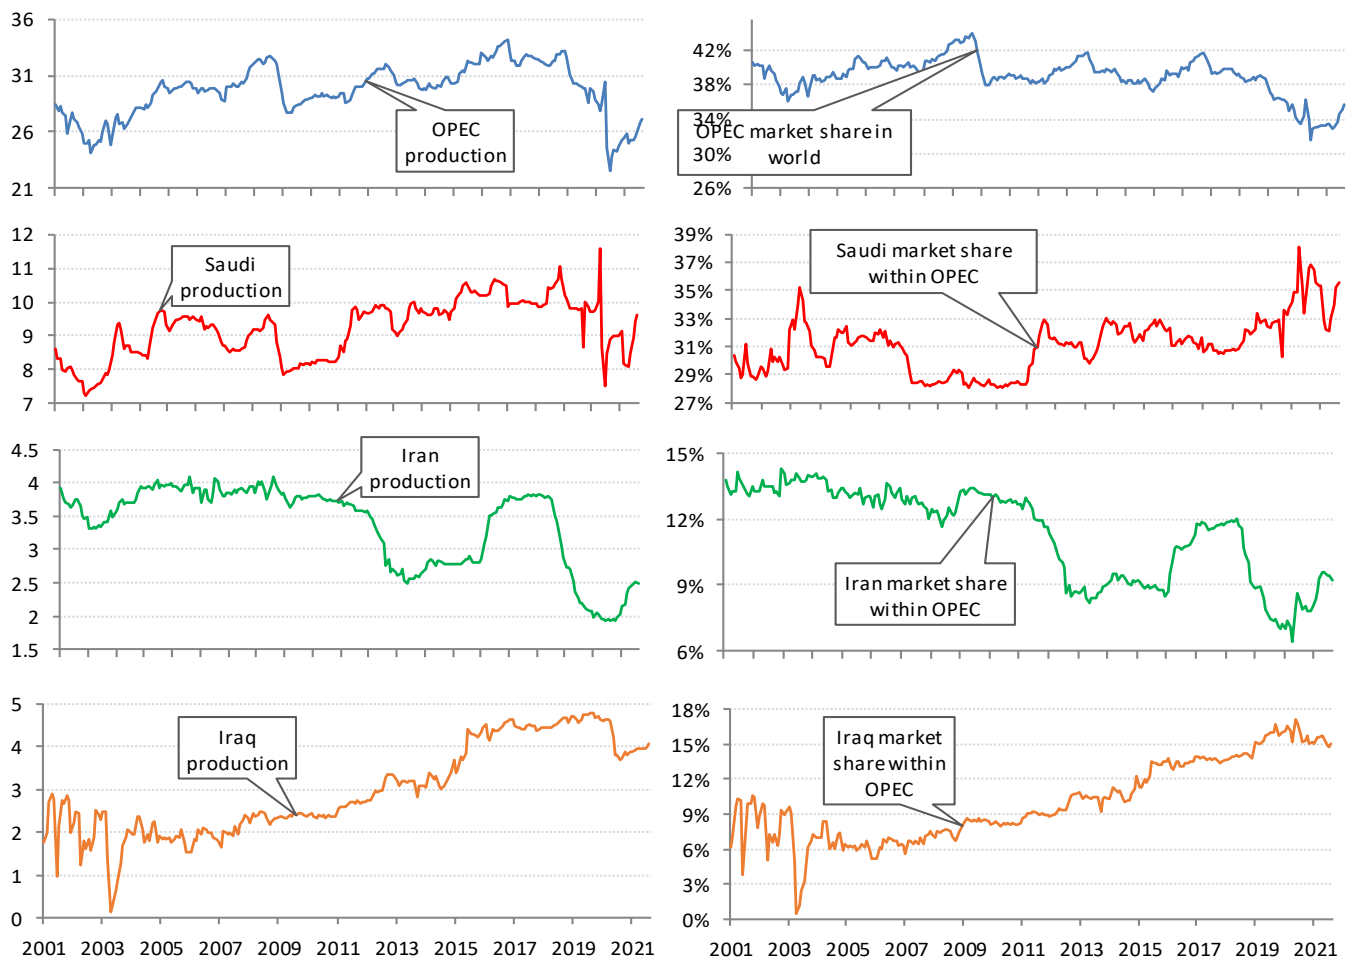 36
31
26
21
OPEC
production
42%
38%
34%
30%
26%
OPEC market share in
world
12
11
10
9
8
7
Saudi
production
39%
37%
35%
33%
31%
29%
27%
Saudi market share
within OPEC
4.5
4
3.5
3
2.5
2
1.5
Iran
production
15%
12%
9%
6%
Iran market share
within OPEC
5
4
3
2
1
0
Iraq
production
2001 2003 2005 2007 2009 2011 2013 2015 2017 2019 2021
18%
15%
12%
9%
6%
3%
0%
Iraq market
share within
OPEC
2001 2003 2005 2007 2009 2011 2013 2015 2017 2019 2021